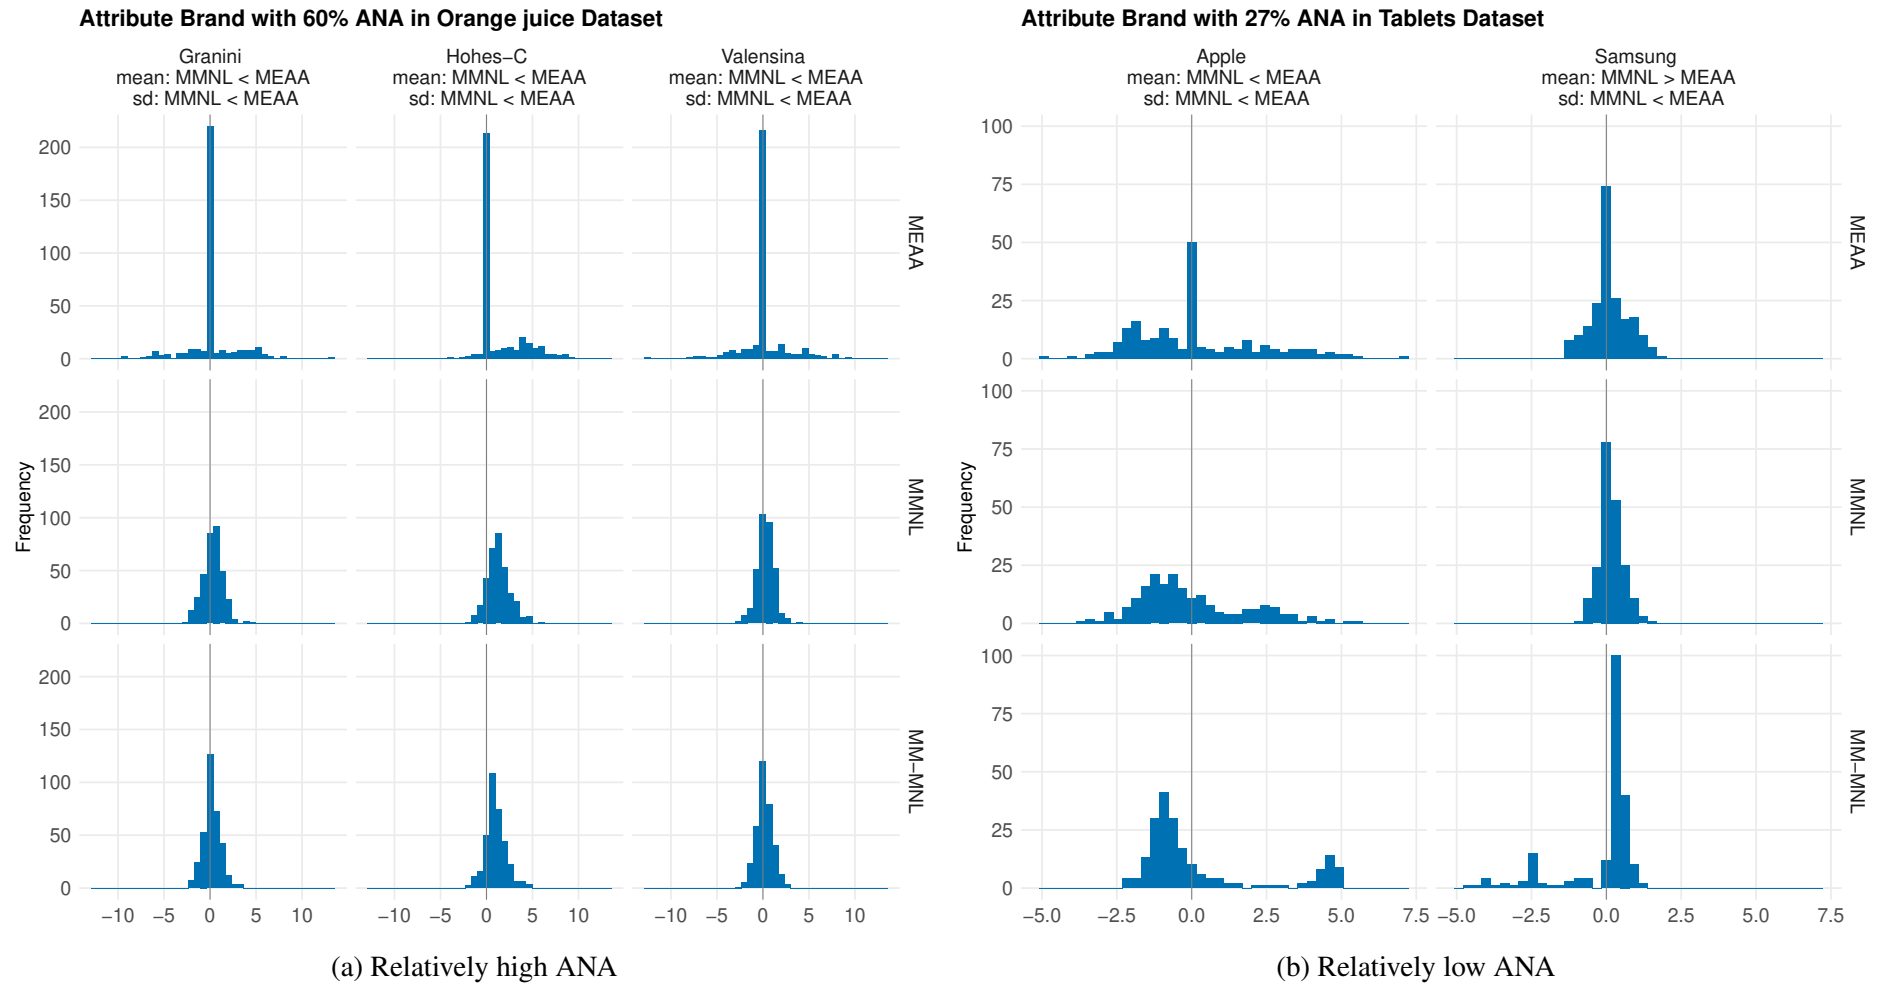 Attribute Brand with 60% ANA in Orange juice Dataset
Granini
mean: MMNL < MEAA
sd: MMNL < MEAA
Hohes−C
mean: MMNL < MEAA
sd: MMNL < MEAA
Valensina
mean: MMNL < MEAA
sd: MMNL < MEAA
200
150
100
50
0
MEAA
200
150
100
50
0
MMNL
200
150
100
50
0
MM−MNL
Frequency
−10 −5 0 5 10
−10 −5 0 5 10
−10 −5 0 5 10
(a) Relatively high ANA
Attribute Brand with 27% ANA in Tablets Dataset
Apple
mean: MMNL < MEAA
sd: MMNL < MEAA
Samsung
mean: MMNL > MEAA
sd: MMNL < MEAA
100
75
50
25
0
MEAA
100
75
50
25
0
MMNL
100
75
50
25
0
MM−MNL
Frequency
−5.0 −2.5 0.0 2.5 5.0 7.5
−5.0 −2.5 0.0 2.5 5.0 7.5
(b) Relatively low ANA